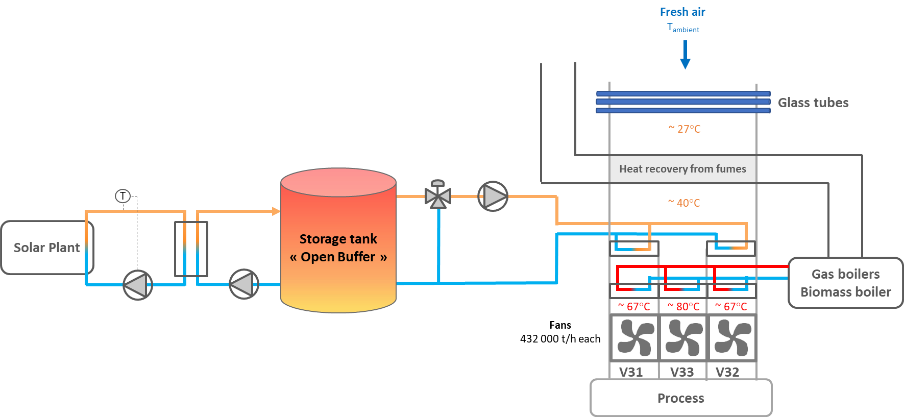 Fresh air
Tambient
Glass tubes
~ 27°C
Heat recovery from fumes
~ 40°C
T
Solar Plant
Storage tank
« Open Buffer »
Gas boilers
Biomass boiler
~ 67°C
~ 80°C
~ 67°C
Fans
432 000 t/h each
V31
V33
V32
Process